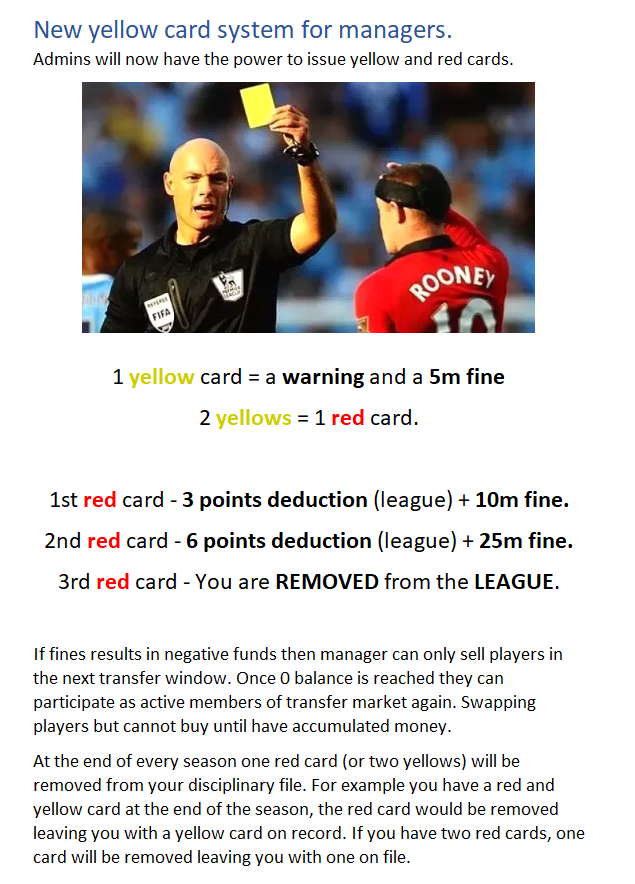 New yellow card system for managers.
Admins will now have the power to issue yellow and red cards.
REFEREE
FIFA
PREMIER
LEAGUE
ROONEY
10
1 yellow card = a warning and a 5m fine
2 yellows = 1 red card.
1st red card - 3 points deduction (league) + 10m fine.
2nd red card - 6 points deduction (league) + 25m fine.
3rd red card - You are REMOVED from the LEAGUE.
If fines results in negative funds then manager can only sell players in
the next transfer window. Once 0 balance is reached they can
participate as active members of transfer market again. Swapping
players but cannot buy until have accumulated money.
At the end of every season one red card (or two yellows) will be
removed from your disciplinary file. For example you have a red and
yellow card at the end of the season, the red card would be removed
leaving you with a yellow card on record. If you have two red cards, one
card will be removed leaving you with one on file.